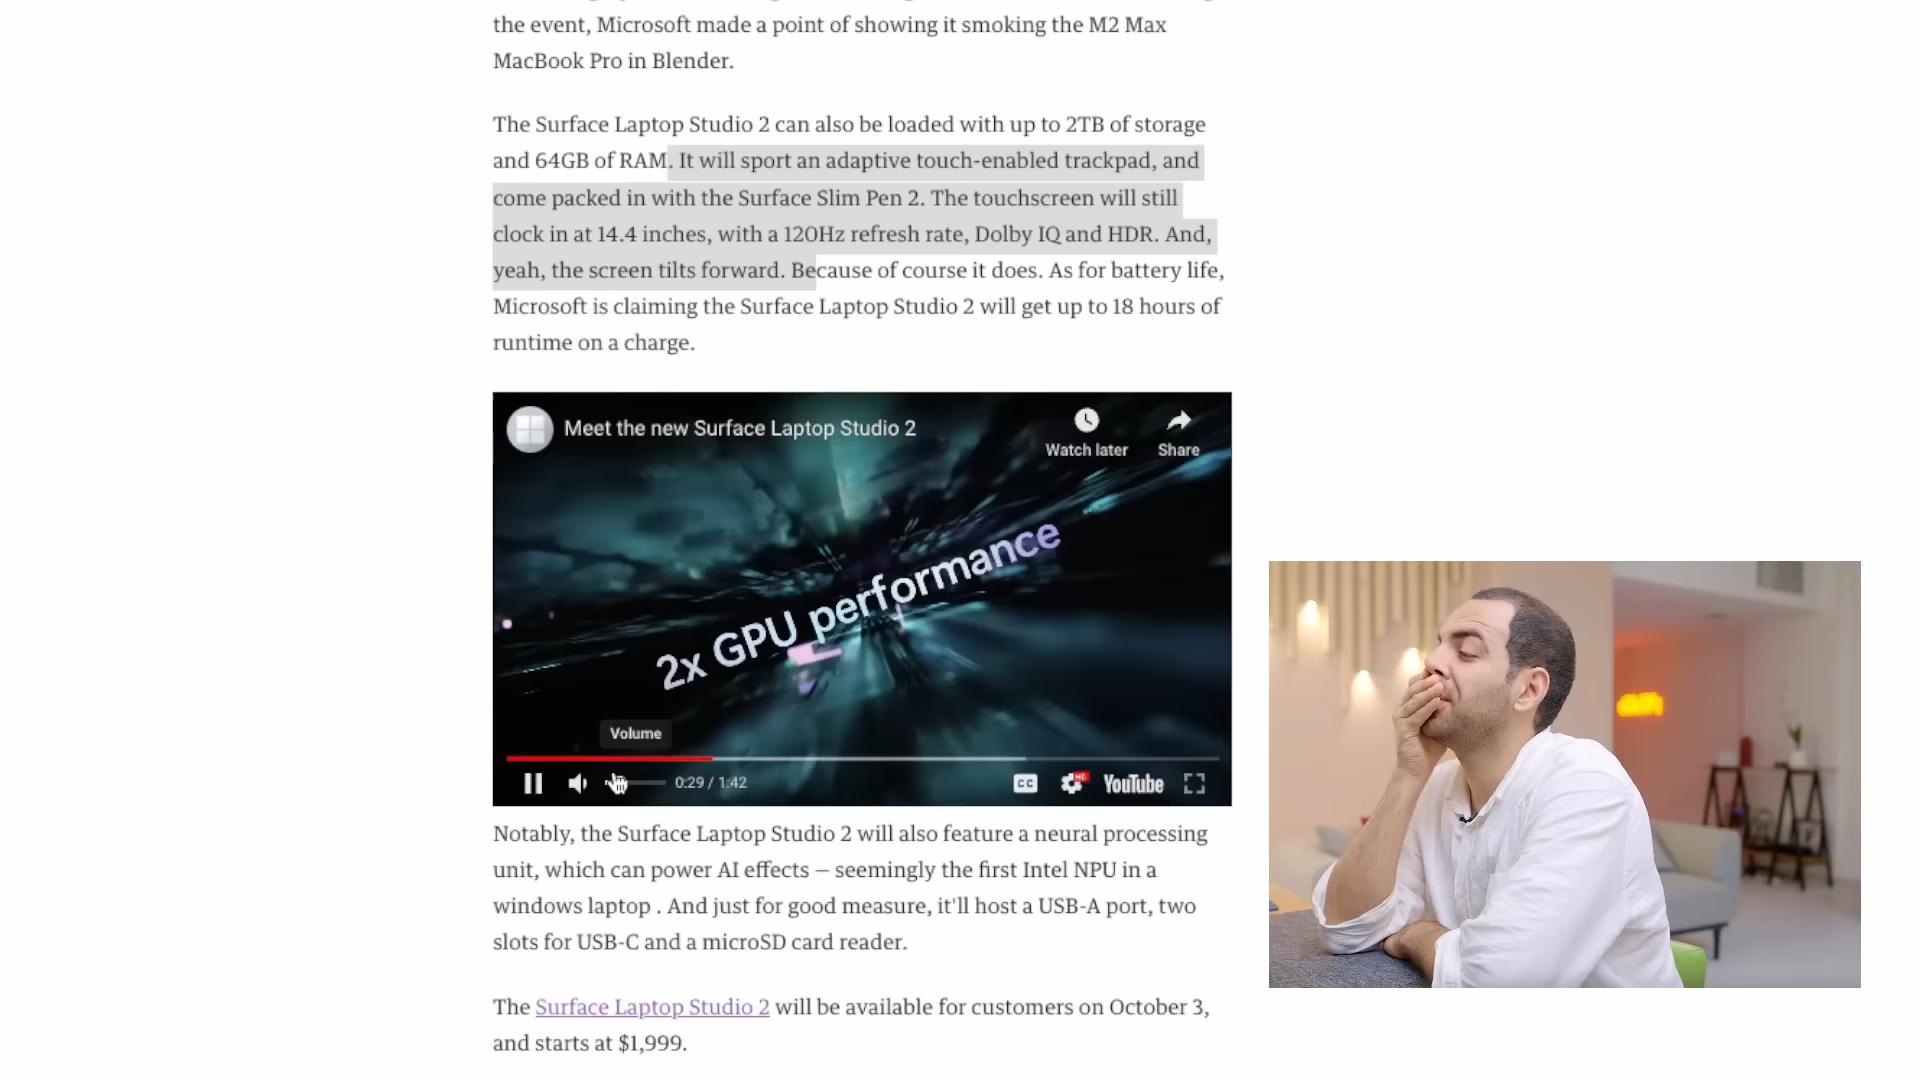 the event, Microsoft made a point of showing it smoking the M2 Max
MacBook Pro in Blender.
The Surface Laptop Studio 2 can also be loaded with up to 2TB of storage
and 64GB of RAM. It will sport an adaptive touch-enabled trackpad, and
come packed in with the Surface Slim Pen 2. The touchscreen will still
clock in at 14.4 inches, with a 120Hz refresh rate, Dolby IQ and HDR. And,
yeah, the screen tilts forward. Because of course it does. As for battery life,
Microsoft is claiming the Surface Laptop Studio 2 will get up to 18 hours of
runtime on a charge.
Meet the new Surface Laptop Studio 2
Watch later
Share
2x GPU performance
Volume
0:29 / 1:42
CC
HD
YouTube
Notably, the Surface Laptop Studio 2 will also feature a neural processing
unit, which can power AI effects — seemingly the first Intel NPU in a
windows laptop . And just for good measure, it'll host a USB-A port, two
slots for USB-C and a microSD card reader.
The Surface Laptop Studio 2 will be available for customers on October 3,
and starts at $1,999.